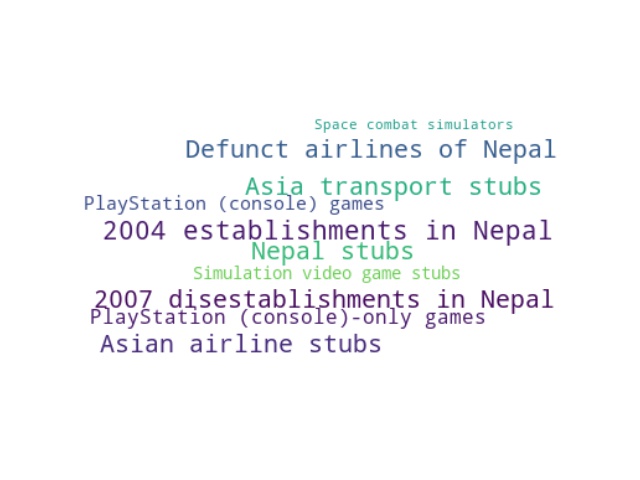 Space combat simulators
Defunct airlines of Nepal
Asia transport stubs
PlayStation (console) games
2004 establishments in Nepal
Nepal stubs
Simulation video game stubs
2007 disestablishments in Nepal
PlayStation (console)-only games
Asian airline stubs